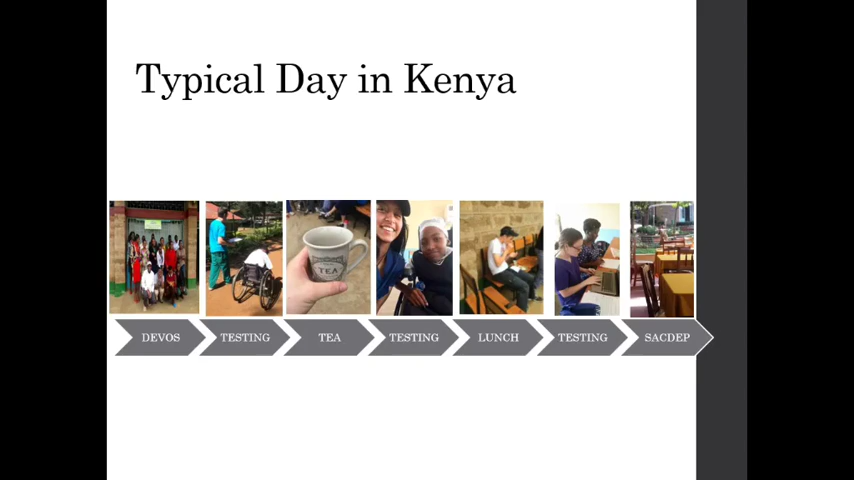 Typical Day in Kenya
TEA
DEVOS
TESTING
TEA
TESTING
LUNCH
TESTING
SACDEP